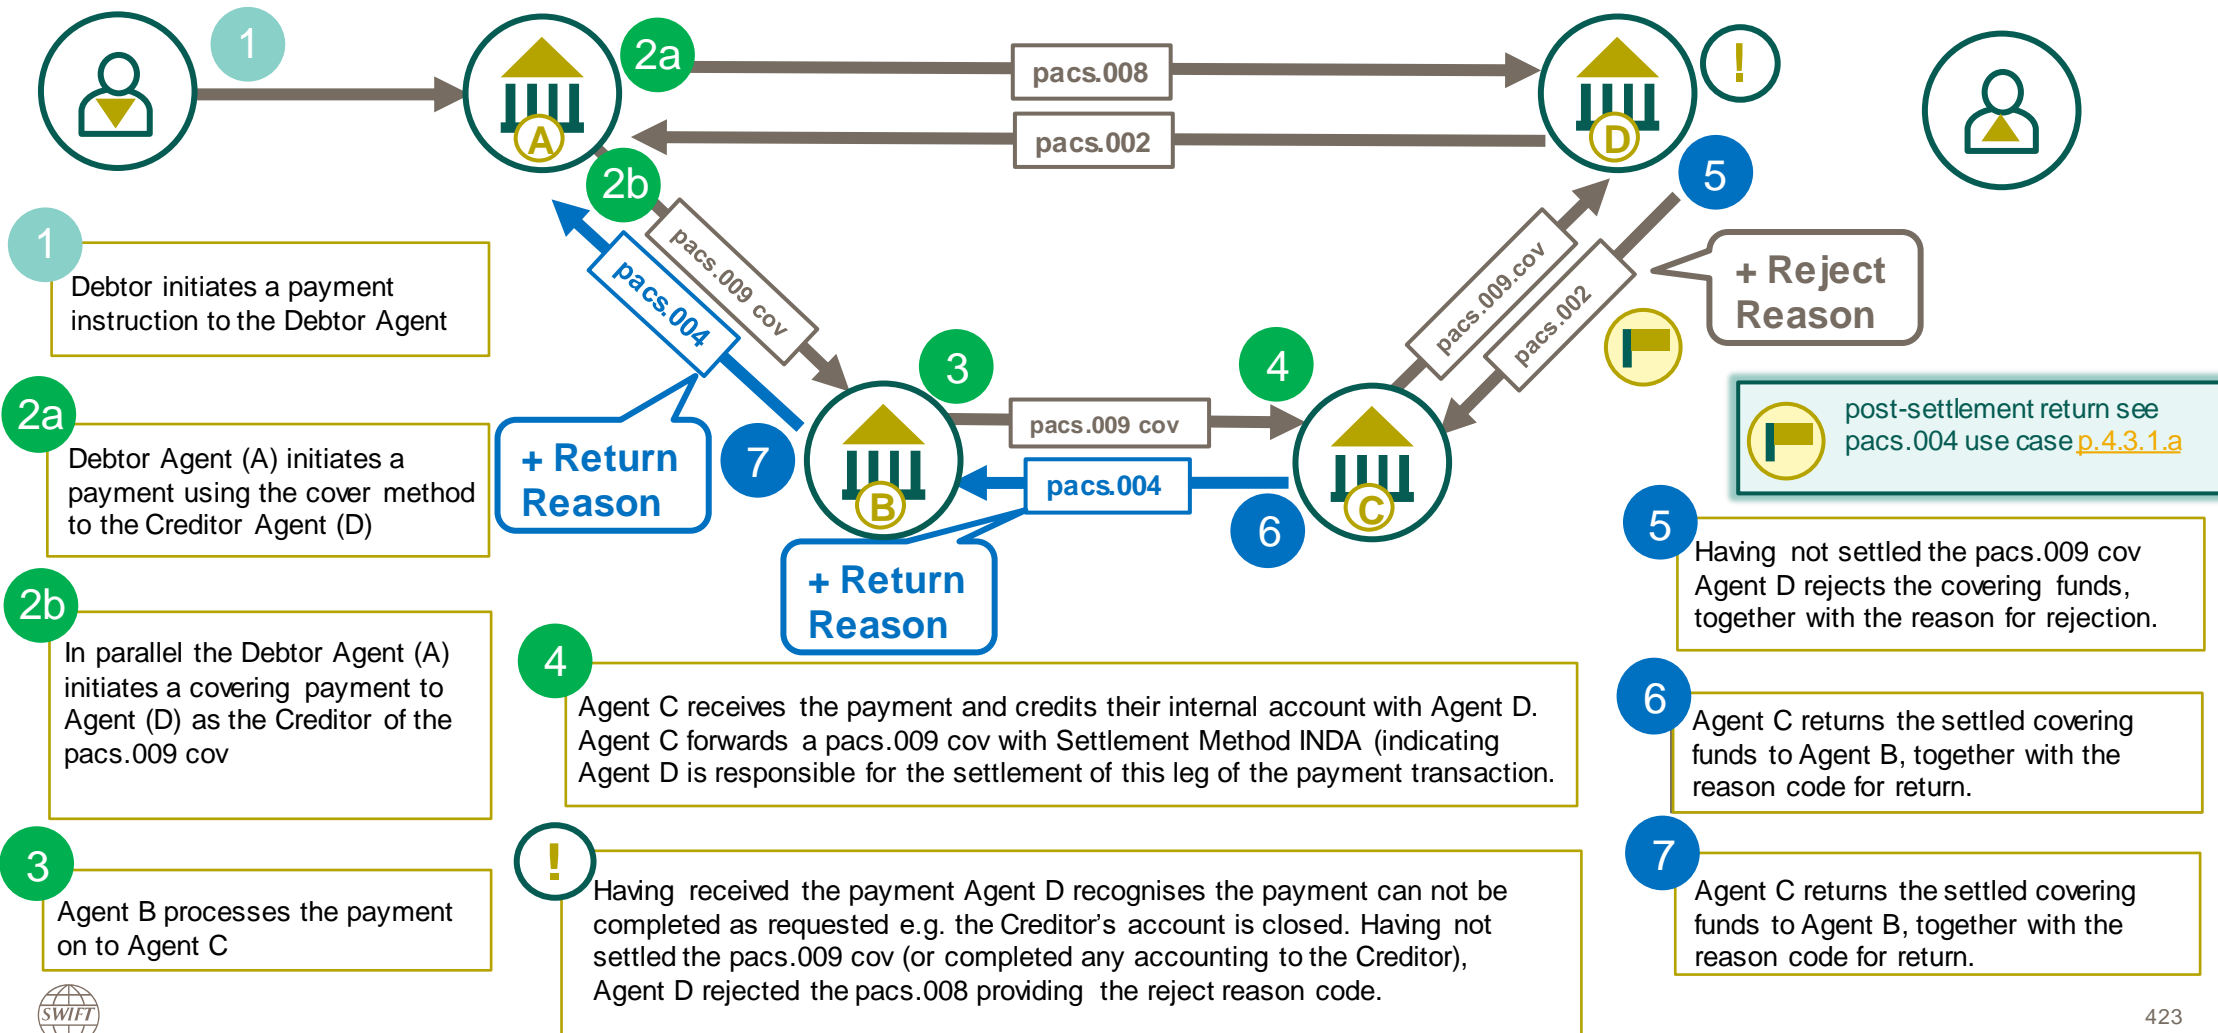 1
A
2a
pacs.008
D
!
pacs.002
2b
5
pacs.009 cov
pacs.004
pacs.009.cov
pacs.002
+ Reject
Reason
3
4
pacs.009 cov
+ Return
Reason
7
B
pacs.004
C
6
+ Return
Reason
post-settlement return see
pacs.004 use case p.4.3.1.a
1
Debtor initiates a payment
instruction to the Debtor Agent
2a
Debtor Agent (A) initiates a
payment using the cover method
to the Creditor Agent (D)
2b
In parallel the Debtor Agent (A)
initiates a covering payment to
Agent (D) as the Creditor of the
pacs.009 cov
3
Agent B processes the payment
on to Agent C
4
Agent C receives the payment and credits their internal account with Agent D.
Agent C forwards a pacs.009 cov with Settlement Method INDA (indicating
Agent D is responsible for the settlement of this leg of the payment transaction.
!
Having received the payment Agent D recognises the payment can not be
completed as requested e.g. the Creditor’s account is closed. Having not
settled the pacs.009 cov (or completed any accounting to the Creditor),
Agent D rejected the pacs.008 providing the reject reason code.
5
Having not settled the pacs.009 cov
Agent D rejects the covering funds,
together with the reason for rejection.
6
Agent C returns the settled covering
funds to Agent B, together with the
reason code for return.
7
Agent C returns the settled covering
funds to Agent B, together with the
reason code for return.
SWIFT
423